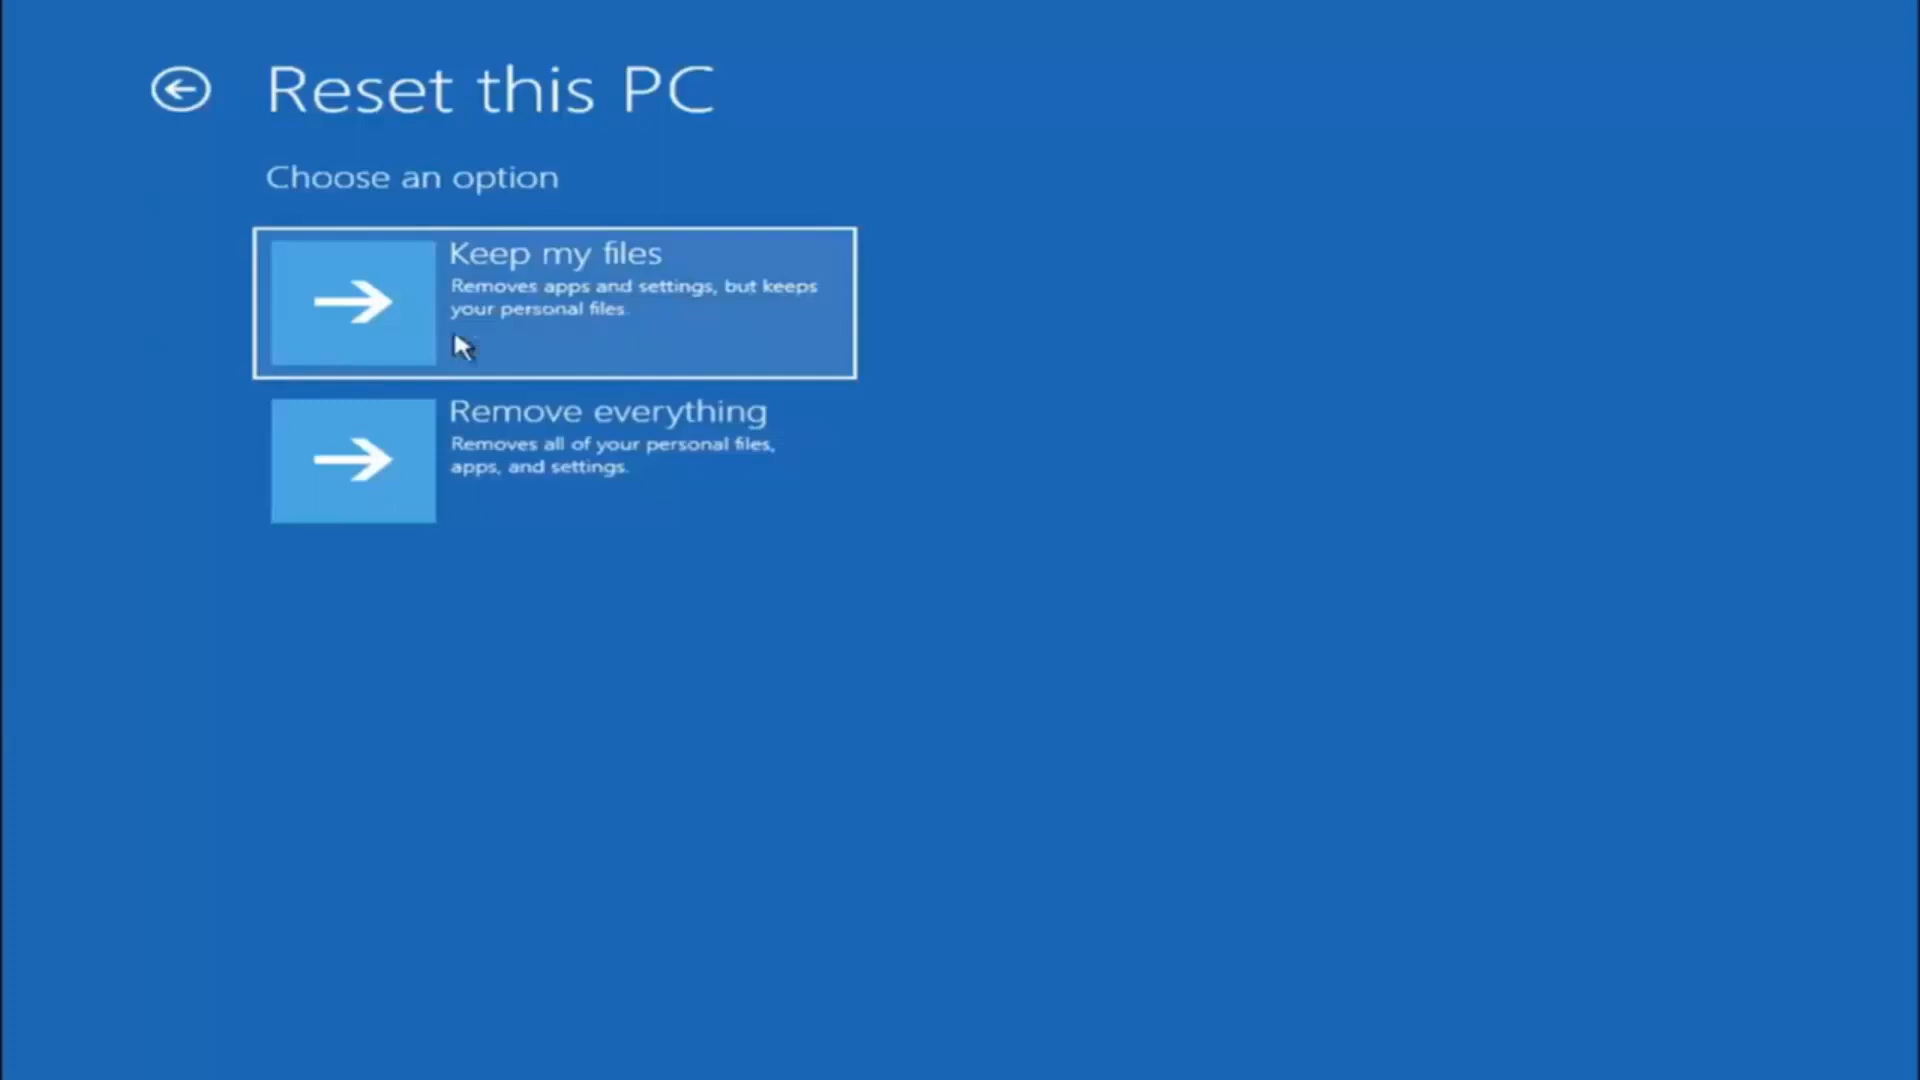 Reset this PC
Choose an option
Keep my files
Removes apps and settings, but keeps
your personal files.
Remove everything
Removes all of your personal files,
apps, and settings.